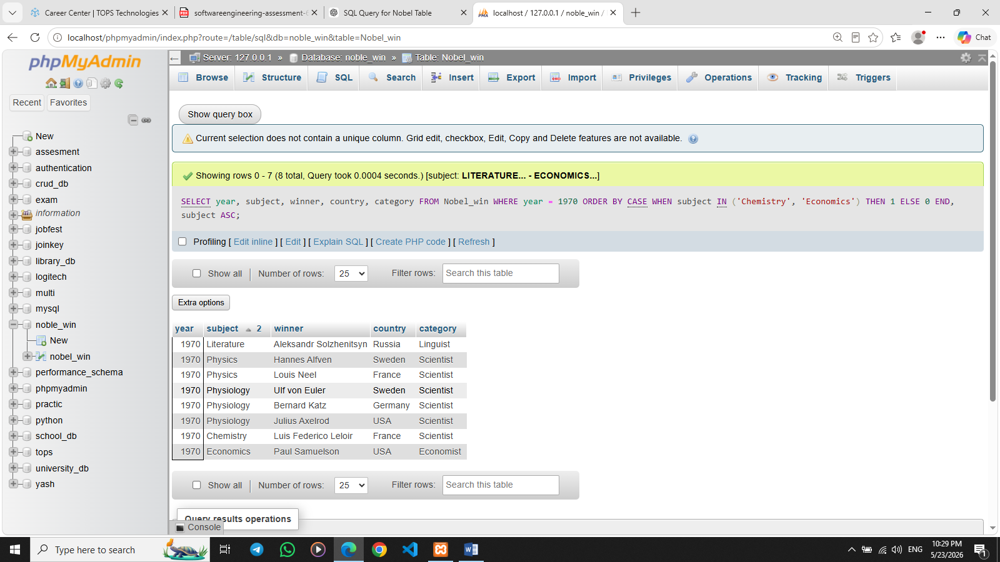 Career Center | TOPS Technologies
softwareengineering-assessment-
SQL Query for Nobel Table
localhost / 127.0.0.1 / noble_win /
localhost/phpmyadmin/index.php?route=/table/sql&db=noble_win&table=Nobel_win
Chat
phpMyAdmin
Recent
Favorites
New
assesment
authentication
crud_db
exam
information
jobfest
joinkey
library_db
logitech
multi
mysql
noble_win
New
nobel_win
performance_schema
phpmyadmin
practic
python
school_db
tops
university_db
yash
Server: 127.0.0.1 » Database: noble_win » Table: Nobel_win
Browse Structure SQL Search Insert Export Import Privileges Operations Tracking Triggers
Show query box
Current selection does not contain a unique column. Grid edit, checkbox, Edit, Copy and Delete features are not available.
Showing rows 0 - 7 (8 total, Query took 0.0004 seconds.) [subject: LITERATURE... - ECONOMICS...]
SELECT year, subject, winner, country, category FROM Nobel_win WHERE year = 1970 ORDER BY CASE WHEN subject IN ('Chemistry', 'Economics') THEN 1 ELSE 0 END,
subject ASC;
Profiling [ Edit inline ] [ Edit ] [ Explain SQL ] [ Create PHP code ] [ Refresh ]
Show all | Number of rows: 25 Filter rows: Search this table
Extra options
year subject 2 winner country category
1970 Literature Aleksandr Solzhenitsyn Russia Linguist
1970 Physics Hannes Alfven Sweden Scientist
1970 Physics Louis Neel France Scientist
1970 Physiology Ulf von Euler Sweden Scientist
1970 Physiology Bernard Katz Germany Scientist
1970 Physiology Julius Axelrod USA Scientist
1970 Chemistry Luis Federico Leloir France Scientist
1970 Economics Paul Samuelson USA Economist
Show all | Number of rows: 25 Filter rows: Search this table
Query results operations
Console
Type here to search
ENG
10:29 PM
5/23/2026
1